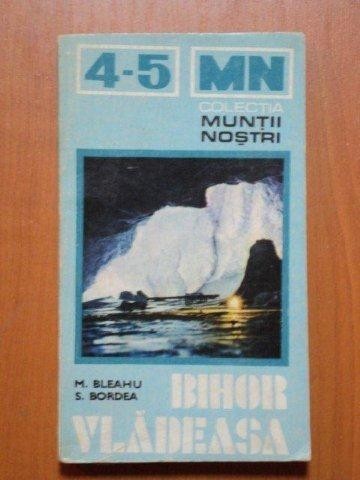 4-5 MN
COLECȚIA
MUNȚII
NOȘTRI
M. BLEAHU
S. BORDEA
BIHOR
VLĂDEASA